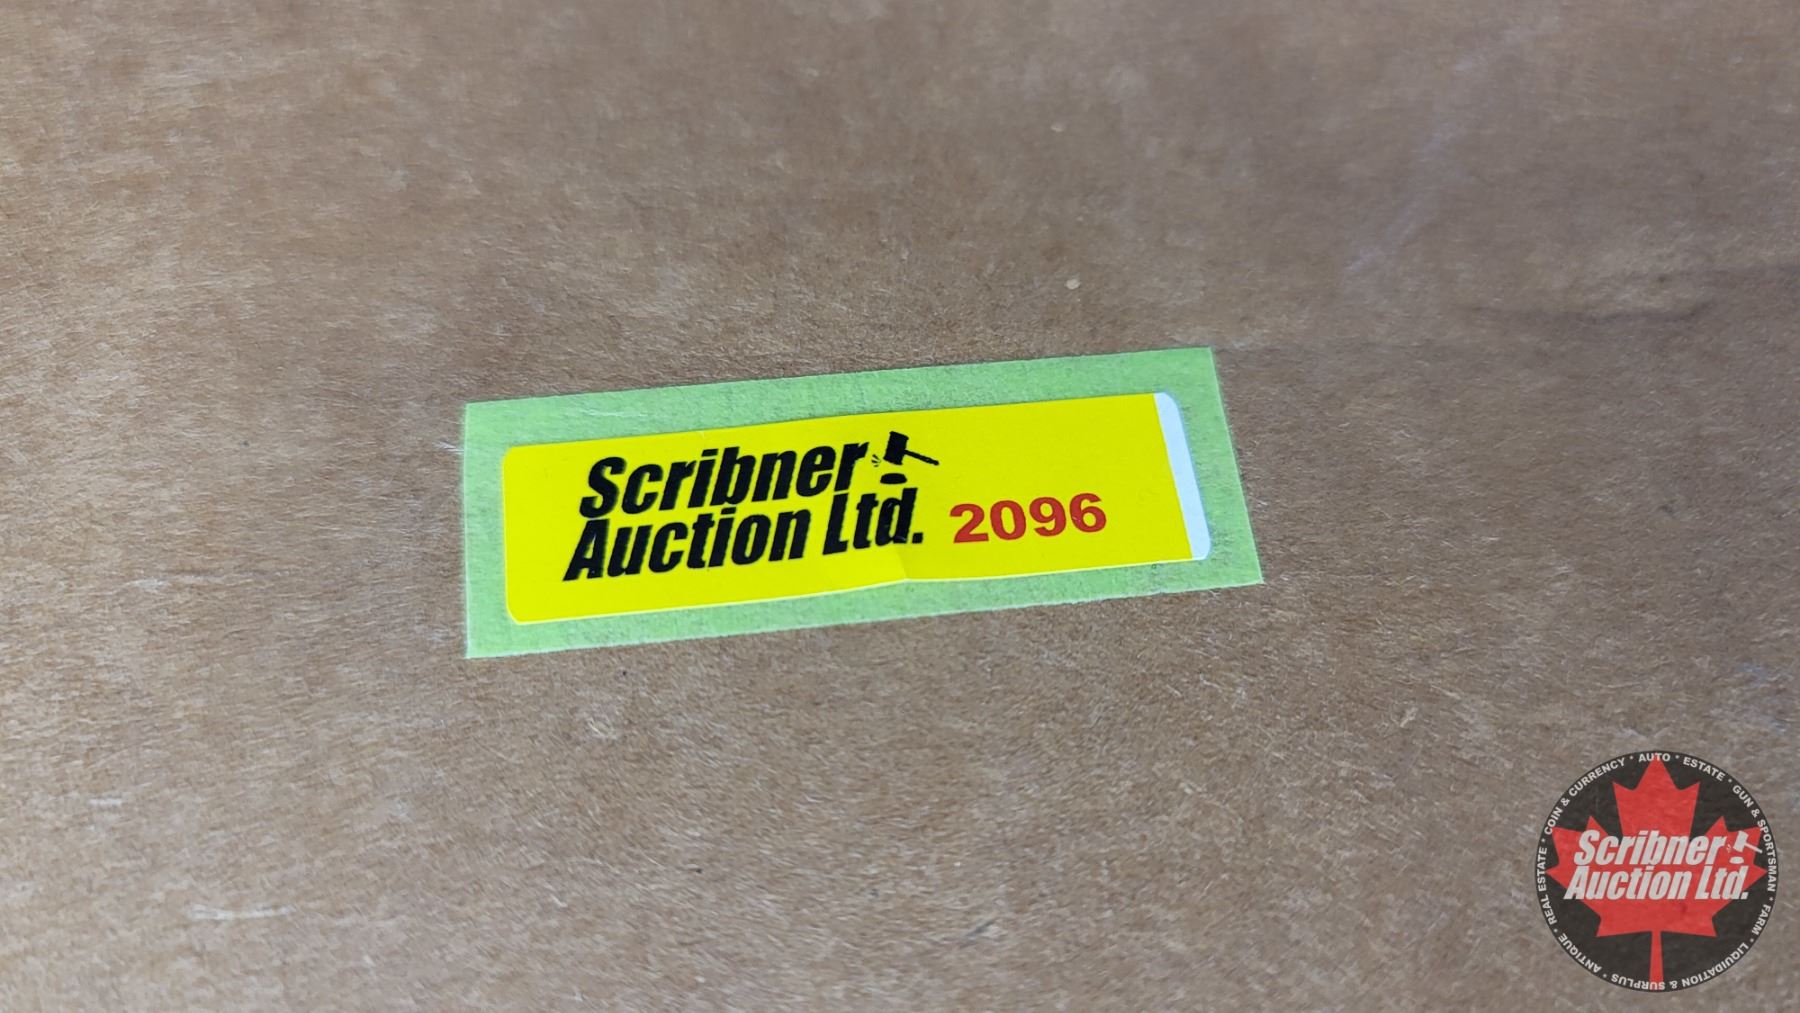 Scribner
Auction Ltd.
2096
COIN & CURRENCY • AUTO • ESTATE • GUN & SPORTSMAN • FARM • LIQUIDATION & SURPLUS • ANTIQUE • REAL ESTATE •
Scribner
Auction Ltd.